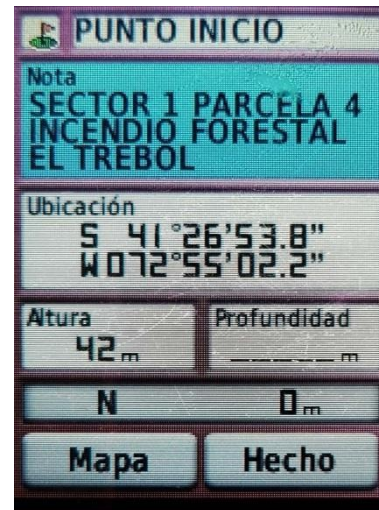 PUNTO INICIO
Nota
SECTOR 1 PARCELA 4
INCENDIO FORESTAL
EL TREBOL
Ubicación
S 41°26'53.8"
W072°55'02.2"
Altura
42m
Profundidad
_____m
N 0m
Mapa Hecho